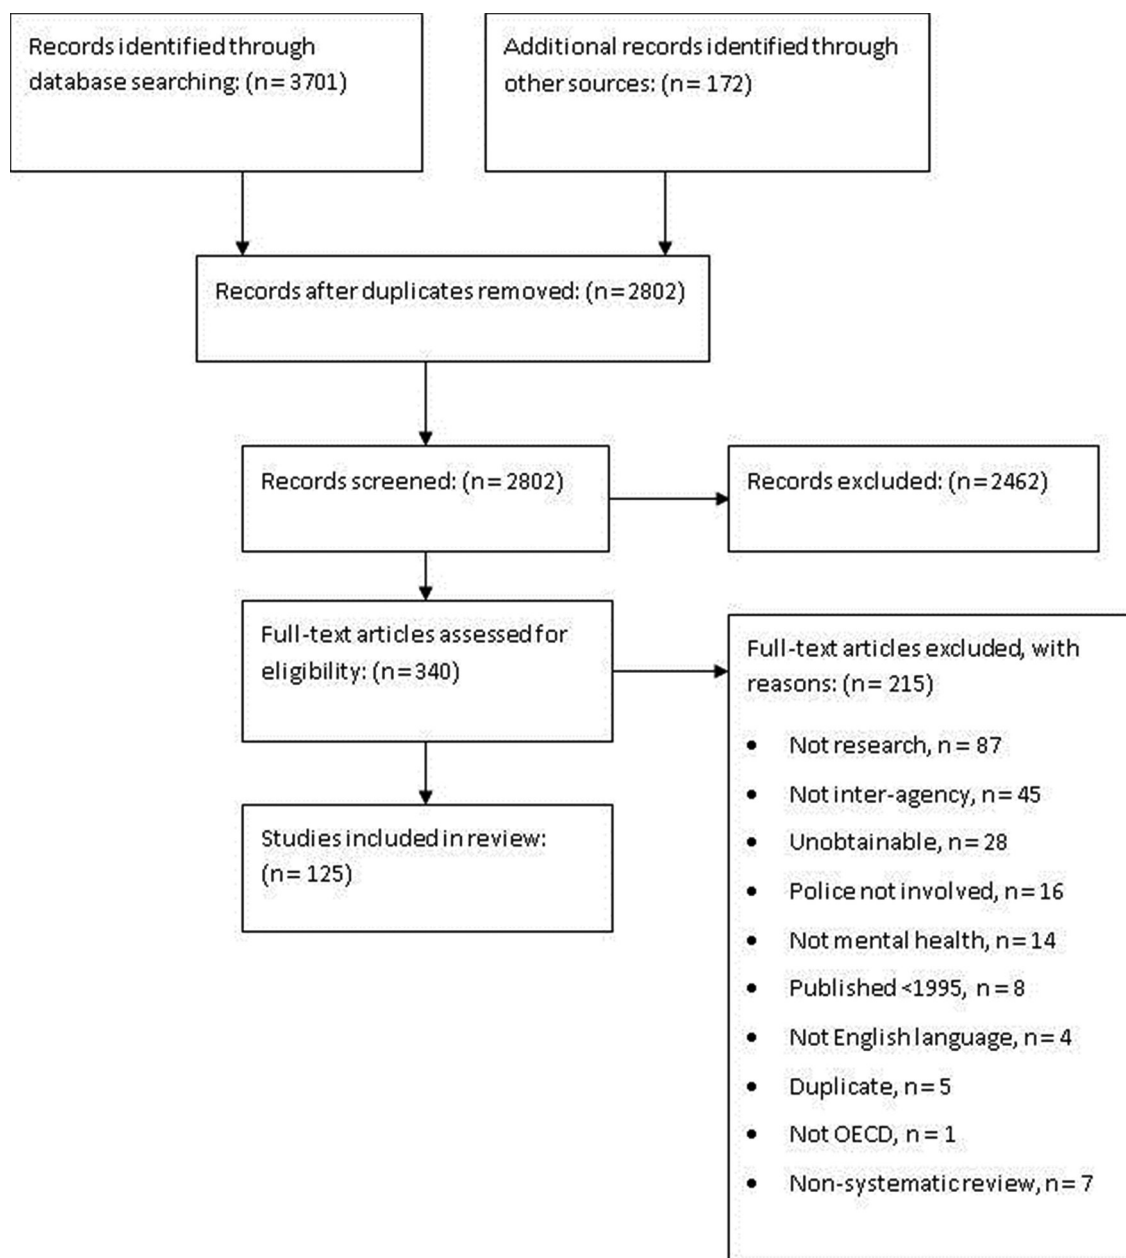 Records identified through
database searching: (n = 3701)
Additional records identified through
other sources: (n = 172)
Records after duplicates removed: (n=2802)
Records screened: (n = 2802)
Records excluded: (n=2462)
Full-text articles assessed for
eligibility: (n=340)
Full-text articles excluded, with
reasons: (n= 215)
• Not research, n = 87
• Not inter-agency, n= 45
• Unobtainable, n = 28
• Police not involved, n= 16
• Not mental health, n= 14
• Published <1995, n= 8
• Not English language, n= 4
• Duplicate, n= 5
• Not OECD, n= 1
• Non-systematic review, n= 7
Studies included in review:
(n= 125)